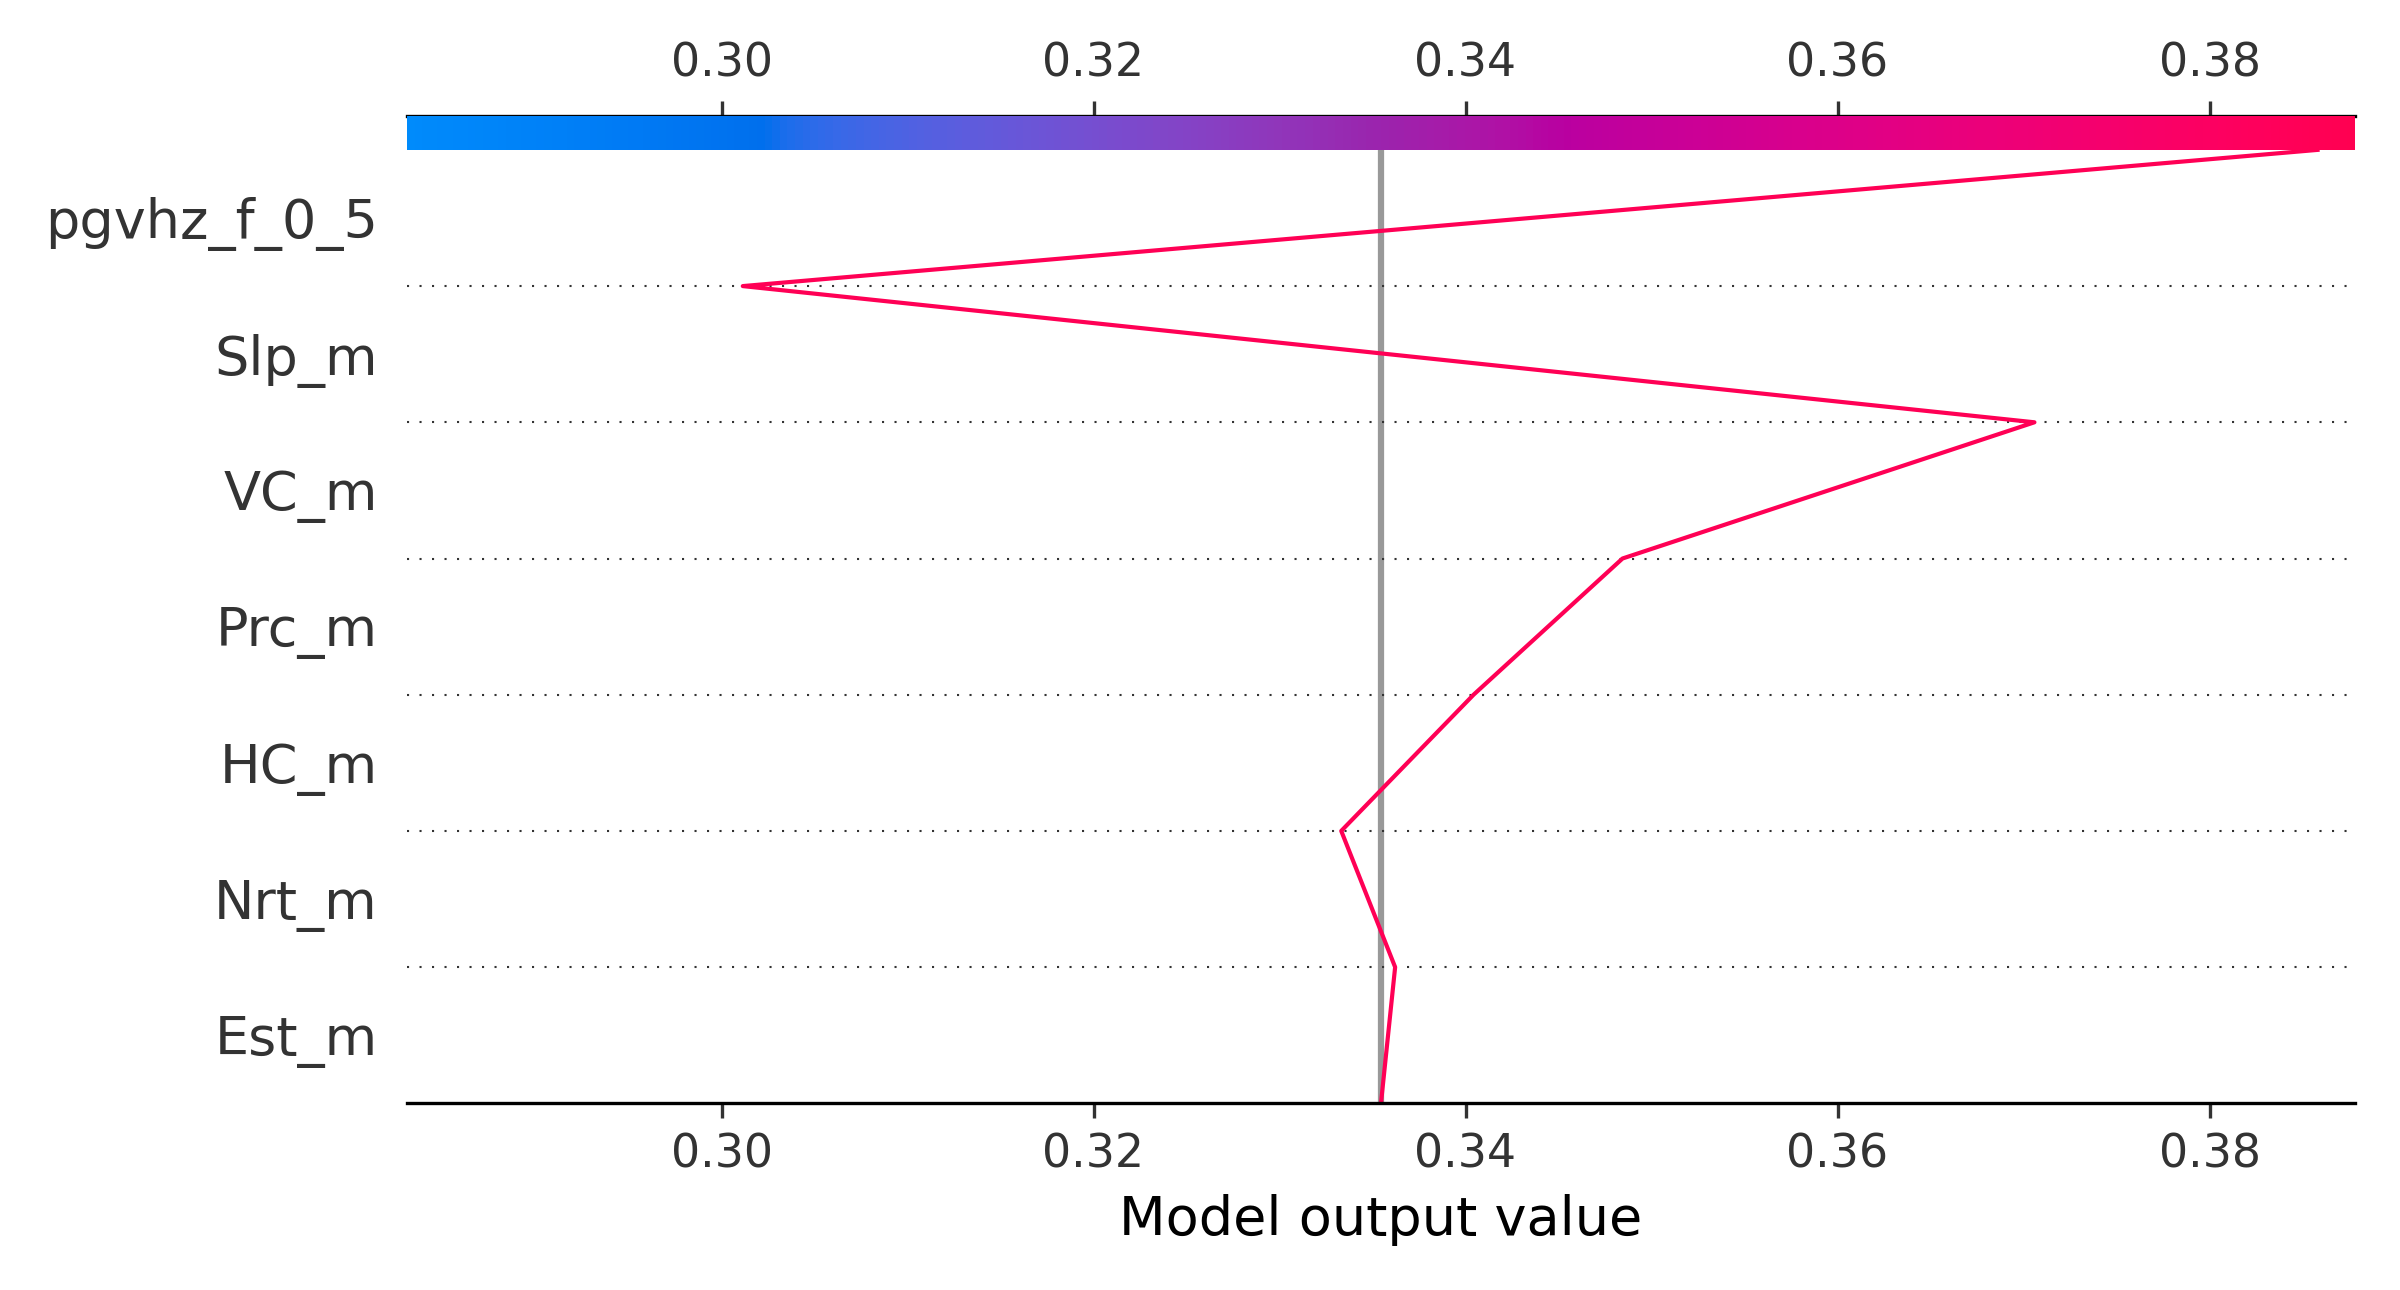 0.30 0.32 0.34 0.36 0.38
pgvhz_f_0_5
Slp_m
VC_m
Prc_m
HC_m
Nrt_m
Est_m
0.30 0.32 0.34 0.36 0.38
Model output value